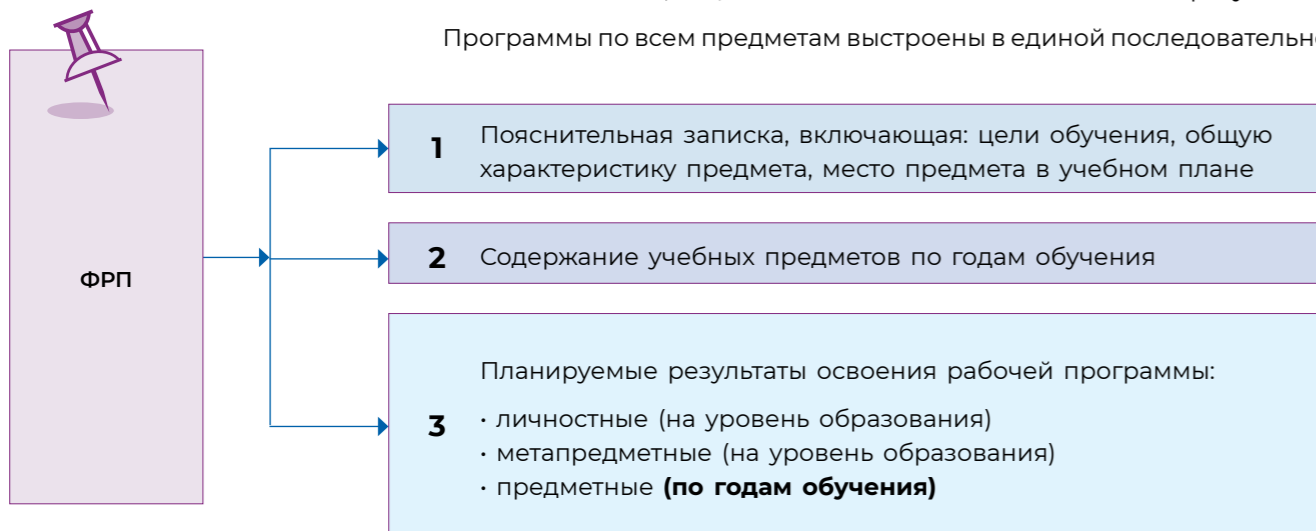 Программы по всем предметам выстроены в единой
ФРП
1 Пояснительная записка, включающая: цели обучения, общую
характеристику предмета, место предмета в учебном плане
2 Содержание учебных предметов по годам обучения
Планируемые результаты освоения рабочей программы:
3 · личностные (на уровень образования)
· метапредметные (на уровень образования)
· предметные (по годам обучения)